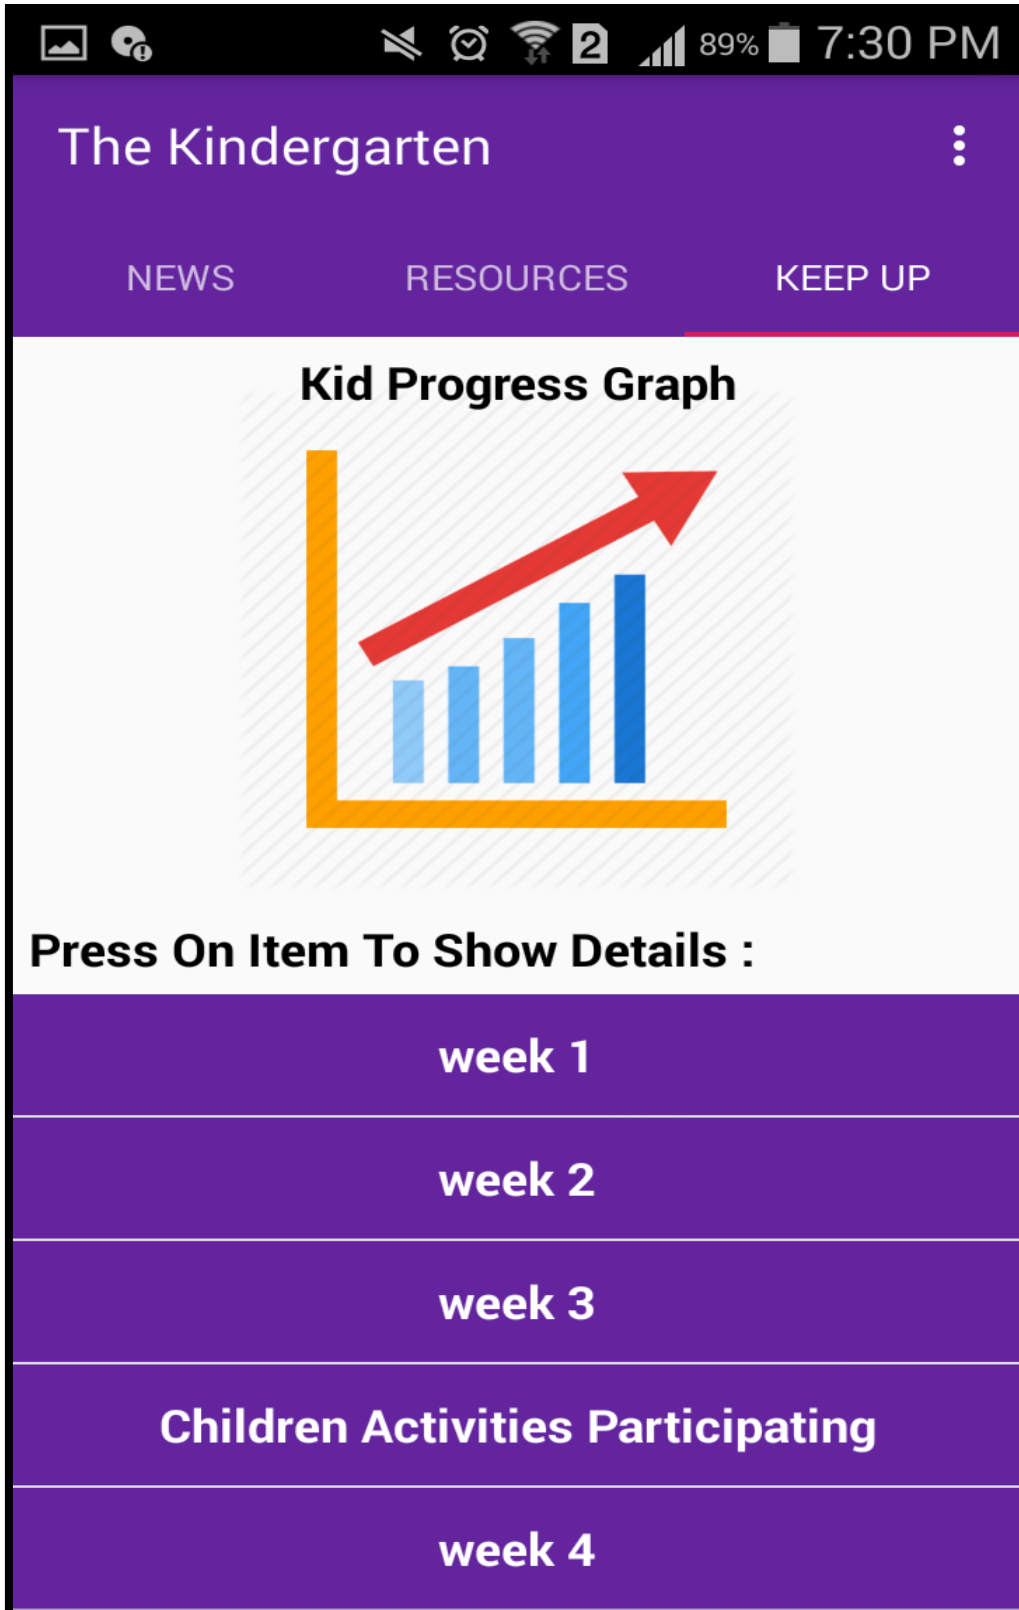 2 89% 7:30 PM
The Kindergarten
NEWS RESOURCES KEEP UP
Kid Progress Graph
Press On Item To Show Details :
week 1
week 2
week 3
Children Activities Participating
week 4